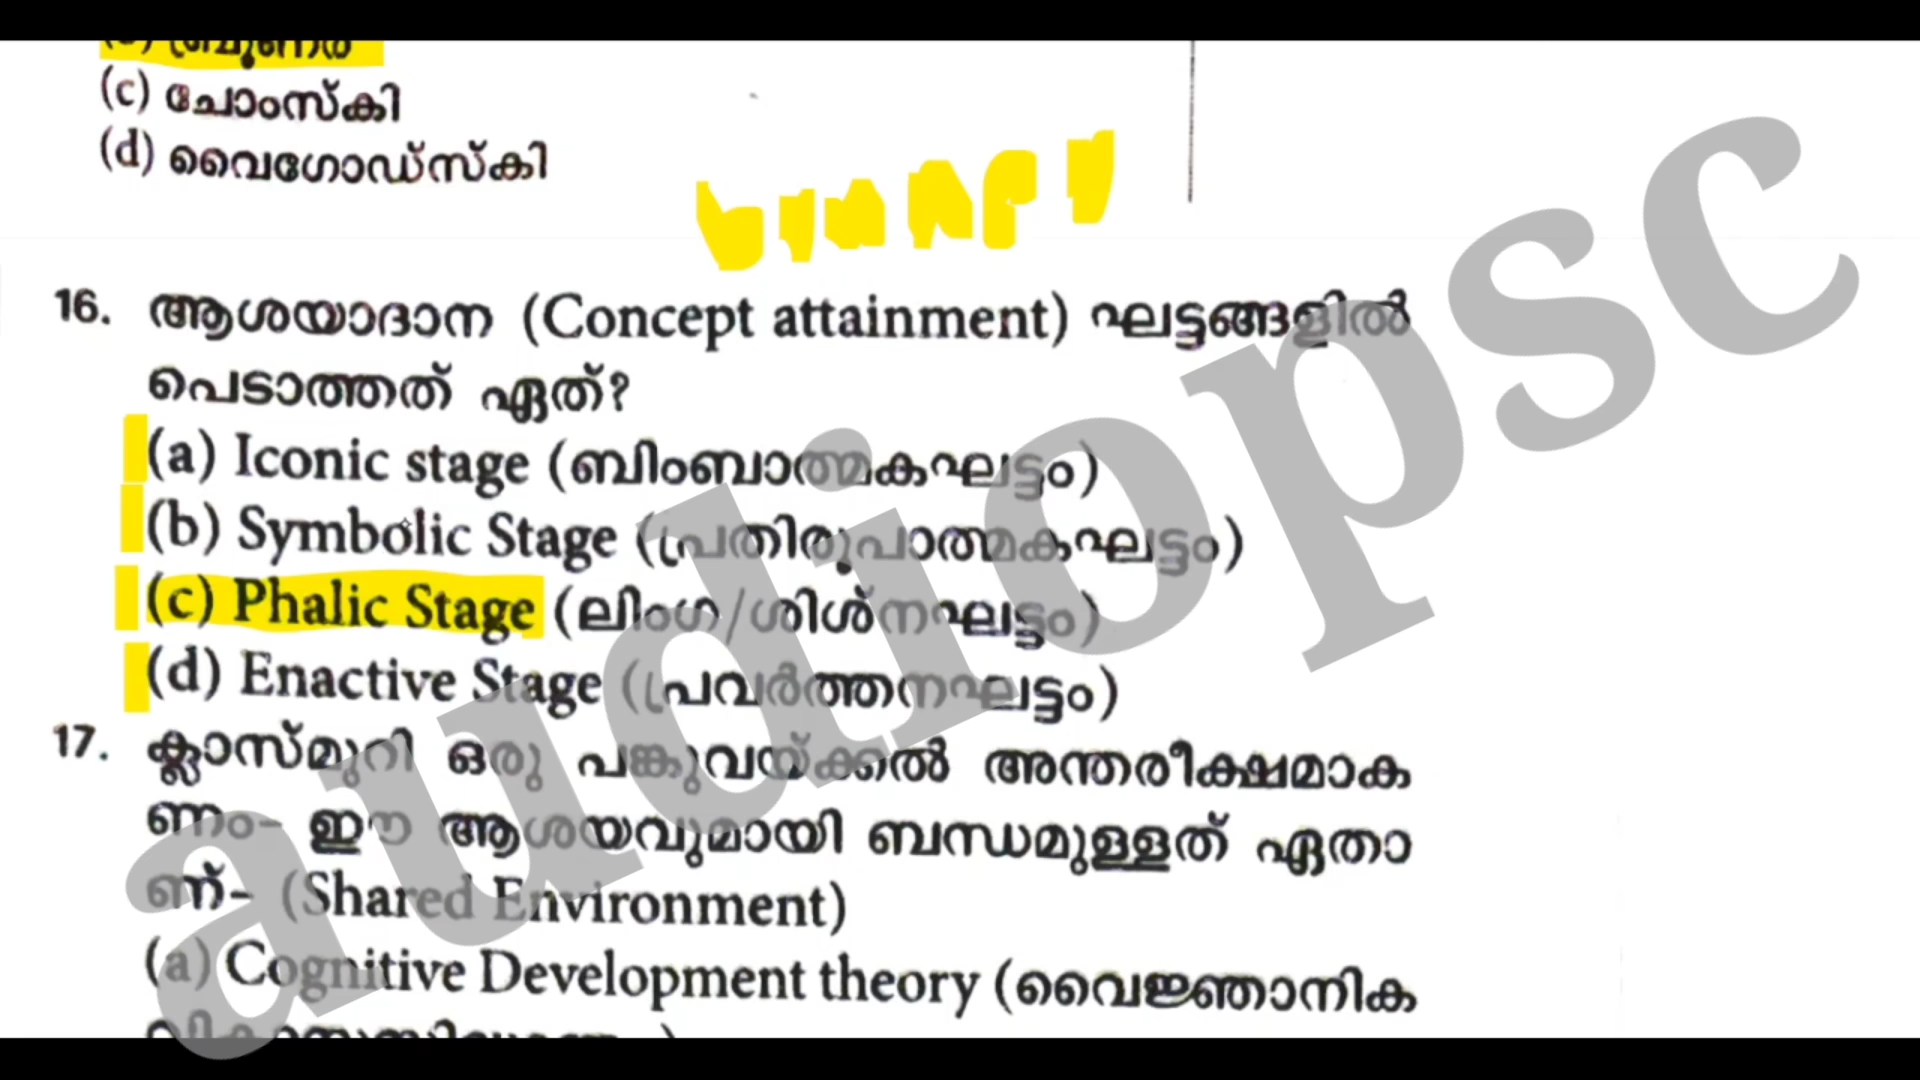 (c) ചോംസ്കി
(d) വൈഗോഡ്സ്കി
bruner
16. ആശയാദാന (Concept attainment) ഘട്ടങ്ങളിൽ
പെടാത്തത് ഏത്?
(a) Iconic stage (ബിംബാത്മകഘട്ടം)
(b) Symbolic Stage (പ്രതിരൂപാത്മകഘട്ടം)
(c) Phalic Stage (ലിംഗ/ശിശ്നഘട്ടം)
(d) Enactive Stage (പ്രവർത്തനഘട്ടം)
17. ക്ലാസ്മുറി ഒരു പങ്കുവയ്ക്കൽ അന്തരീക്ഷമാക
ണം- ഈ ആശയവുമായി ബന്ധമുള്ളത് ഏതാ
ണ്- (Shared Environment)
(a) Cognitive Development theory (വൈജ്ഞാനിക
audiopsc